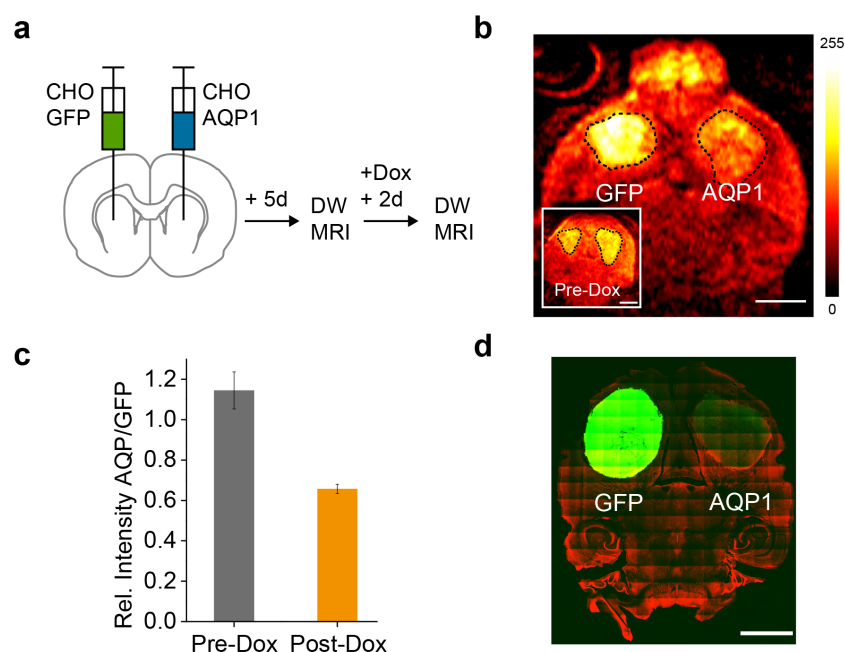 a
CHO
GFP
CHO
AQP1
+ 5d
DW
MRI
+Dox
+ 2d
DW
MRI
b
255
0
GFP
AQP1
Pre-Dox
c
Rel. Intensity AQP/GFP
1.2
1.0
0.8
0.6
0.4
0.2
0.0
Pre-Dox
Post-Dox
d
GFP
AQP1